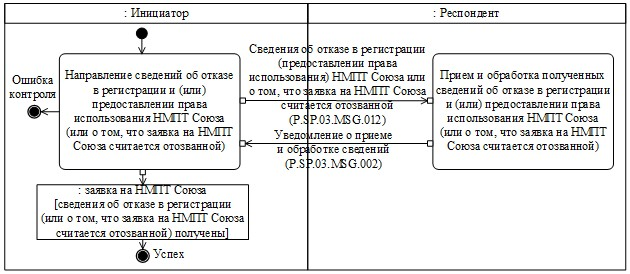 : Инициатор
: Респондент
Ошибка
контроля
Направление сведений об отказе
в регистрации и (или)
предоставлении права
использования НМПТ Союза
(или о том, что заявка на НМПТ
Союза считается отозванной)
Сведения об отказе в регистрации
(предоставлении права
использования) НМПТ Союза или
о том, что заявка на НМПТ Союза
считается отозванной
(P.SP.03.MSG.012)
Уведомление о приеме
и обработке сведений
(P.SP.03.MSG.002)
Прием и обработка полученных
сведений об отказе в регистрации
и (или) предоставлении права
использования НМПТ Союза
(или о том, что заявка на НМПТ
Союза считается отозванной)
: заявка на НМПТ Союза
[сведения об отказе в регистрации
(или о том, что заявка на НМПТ Союза
считается отозванной) получены]
Успех